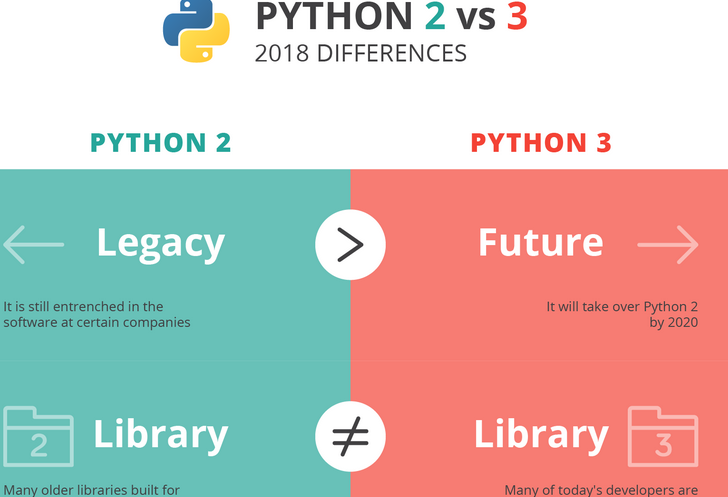 PYTHON 2 vs 3
2018 DIFFERENCES
PYTHON 2
PYTHON 3
Legacy
>
Future
It is still entrenched in the
software at certain companies
It will take over Python 2
by 2020
2
Library
≠
Library
3
Many older libraries built for
Many of today's developers are